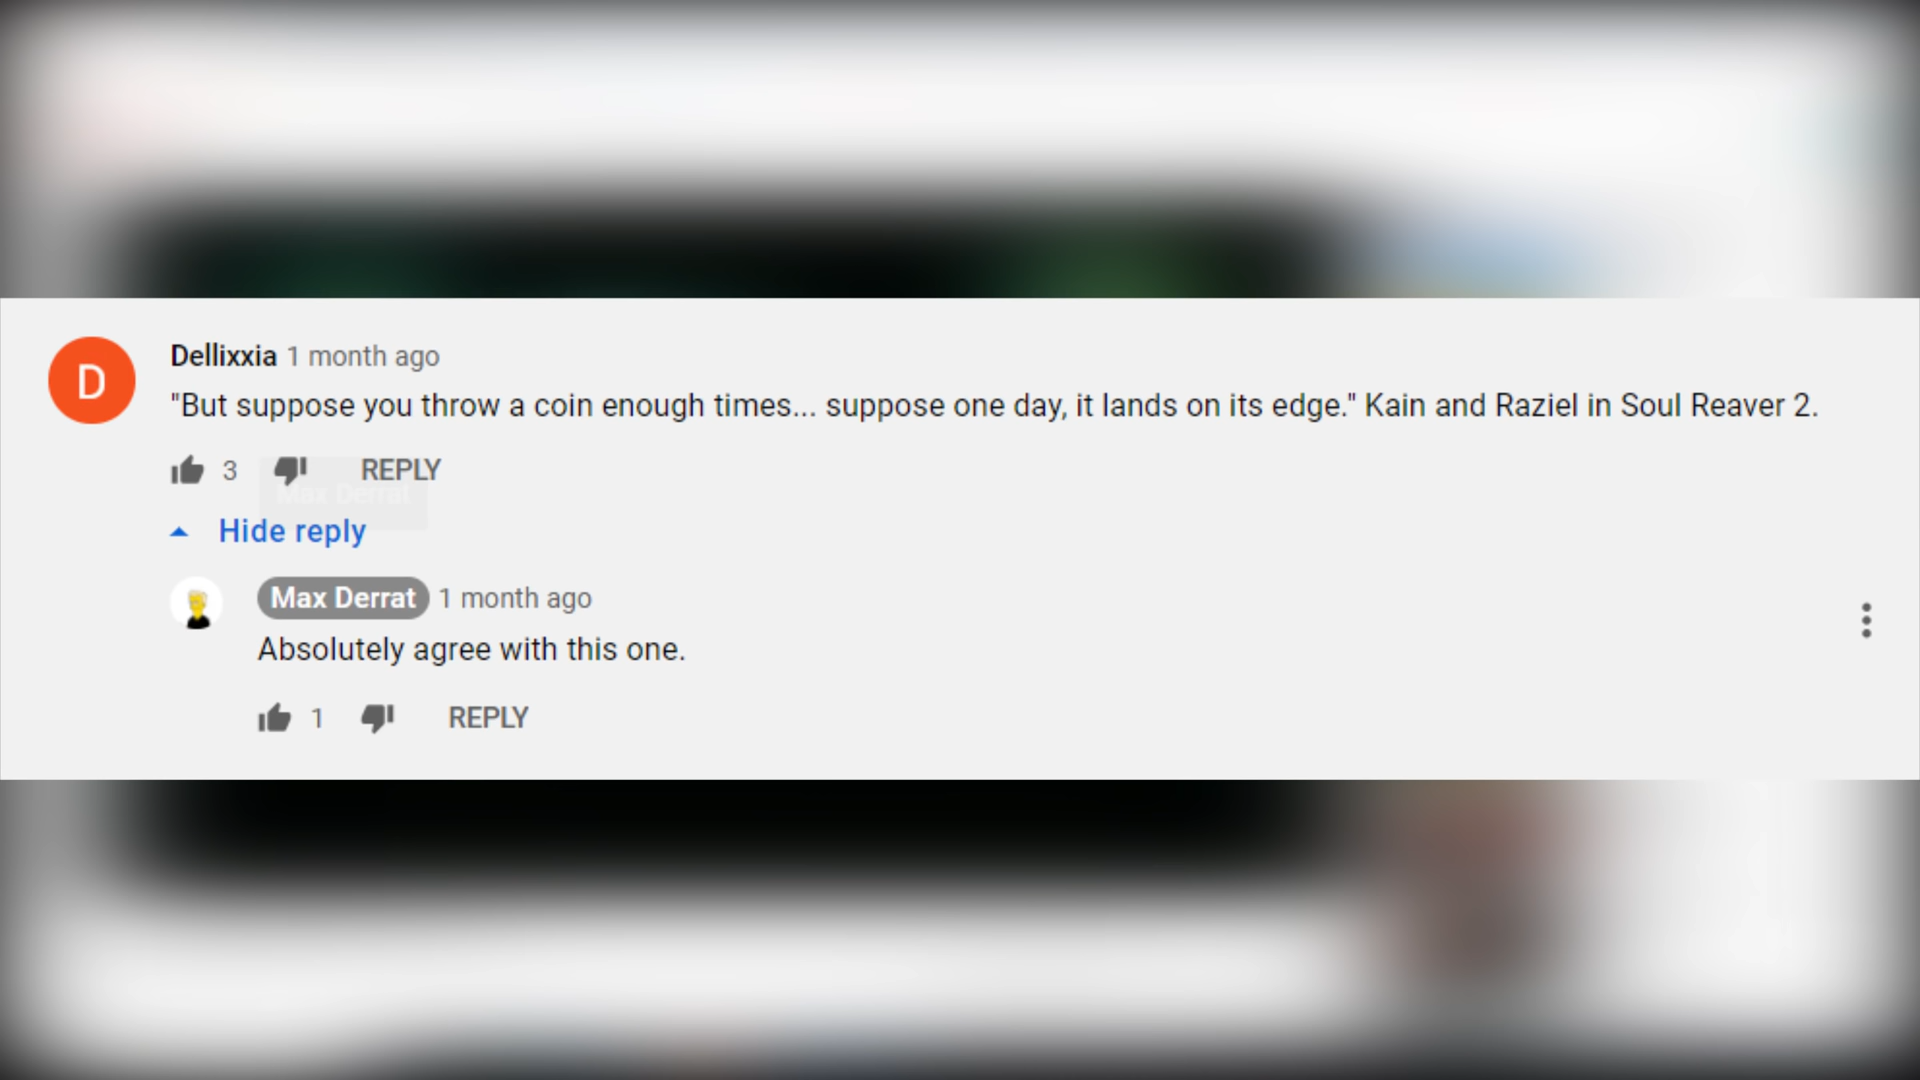 D
Dellixxia 1 month ago
"But suppose you throw a coin enough times... suppose one day, it lands on its edge." Kain and Raziel in Soul Reaver 2.
3 REPLY
Max Derrat
Hide reply
Max Derrat 1 month ago
Absolutely agree with this one.
1 REPLY